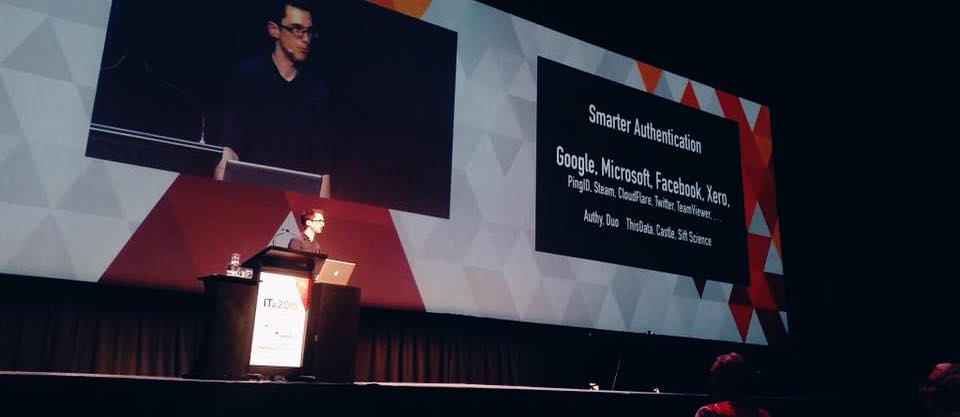 Smarter Authentication
Google, Microsoft, Facebook, Xero,
PingID, Steam, CloudFlare, Twitter, TeamViewer, ...
Authy, Duo ThisData, Castle, Sift Science